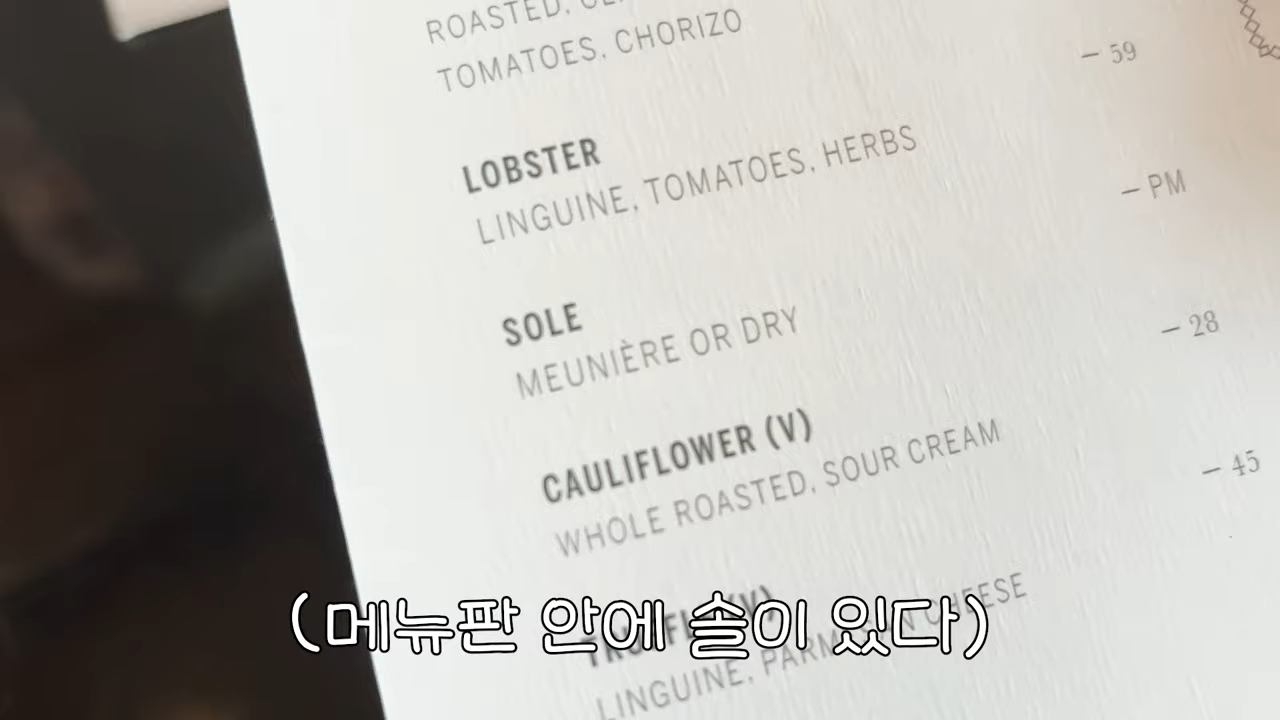 ROASTED,
TOMATOES, CHORIZO
— 59
LOBSTER
LINGUINE, TOMATOES, HERBS
— PM
SOLE
MEUNIÈRE OR DRY
— 28
CAULIFLOWER (V)
WHOLE ROASTED, SOUR CREAM
— 45
(메뉴판 안에 솔이 있다)
LINGUINE,